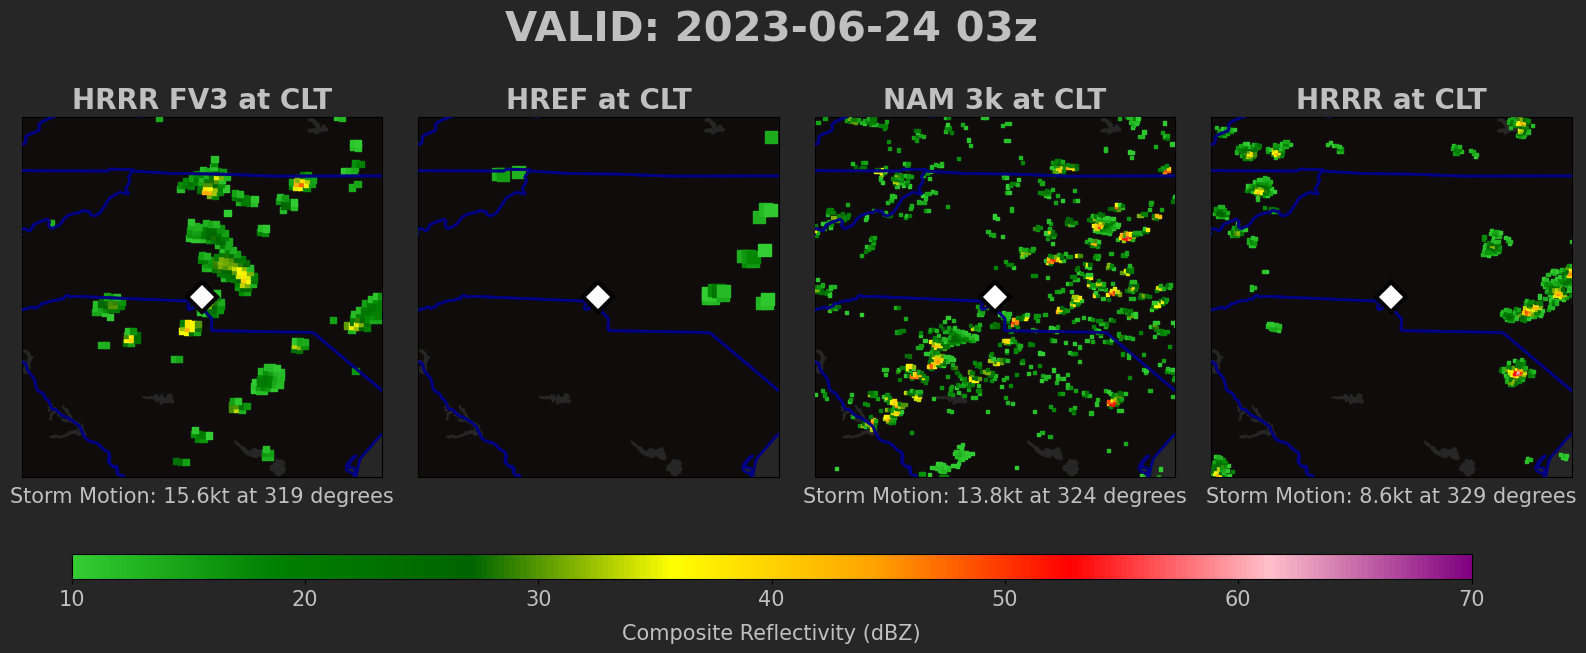 VALID: 2023-06-24 03z
HRRR FV3 at CLT
HREF at CLT
NAM 3k at CLT
HRRR at CLT
Storm Motion: 15.6kt at 319 degrees
Storm Motion: 13.8kt at 324 degrees
Storm Motion: 8.6kt at 329 degrees
10 20 30 40 50 60 70
Composite Reflectivity (dBZ)